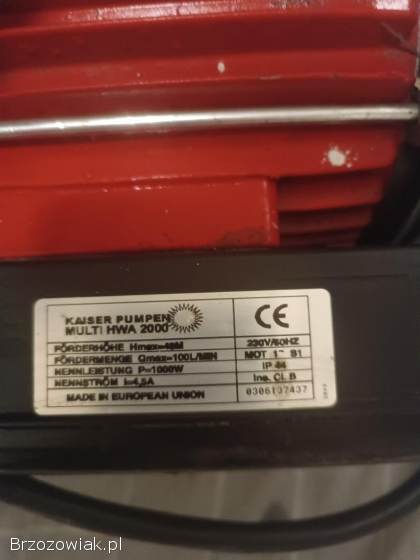 KAISER PUMPEN
MULTI HWA 2000
FÖRDERHÖHE Hmax=48M
FÖRDERMENGE Qmax=100L/MIN
NENNLEISTUNG P=1000W
NENNSTRÖM I=4,5A
MADE IN EUROPEAN UNION
CE
230V/50HZ
MOT 1~ S1
IP 44
Ins. Cl. B
0306137437
Brzozowiak.pl